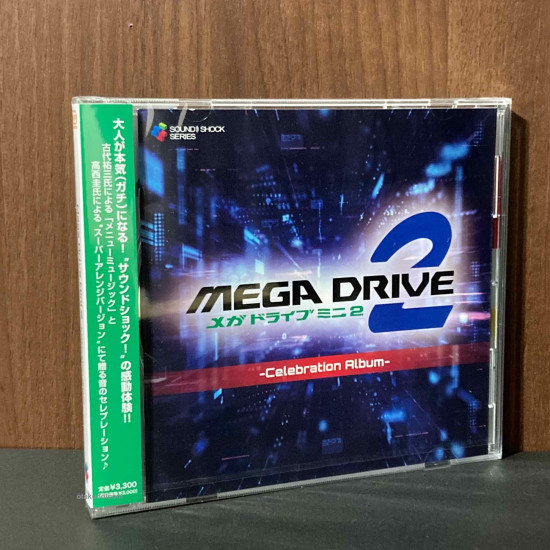 SOUND SHOCK
SERIES
大人が本気(ガチ)になる!"サウンドショック!"の感動体験!!
古代祐三氏による「メニューミュージック」と
高西圭氏による"スーパーアレンジバージョン"にて贈る音のセレブレーション♪
MEGA DRIVE 2
メガドライブ ミニ 2
-Celebration Album-
定価¥3,300